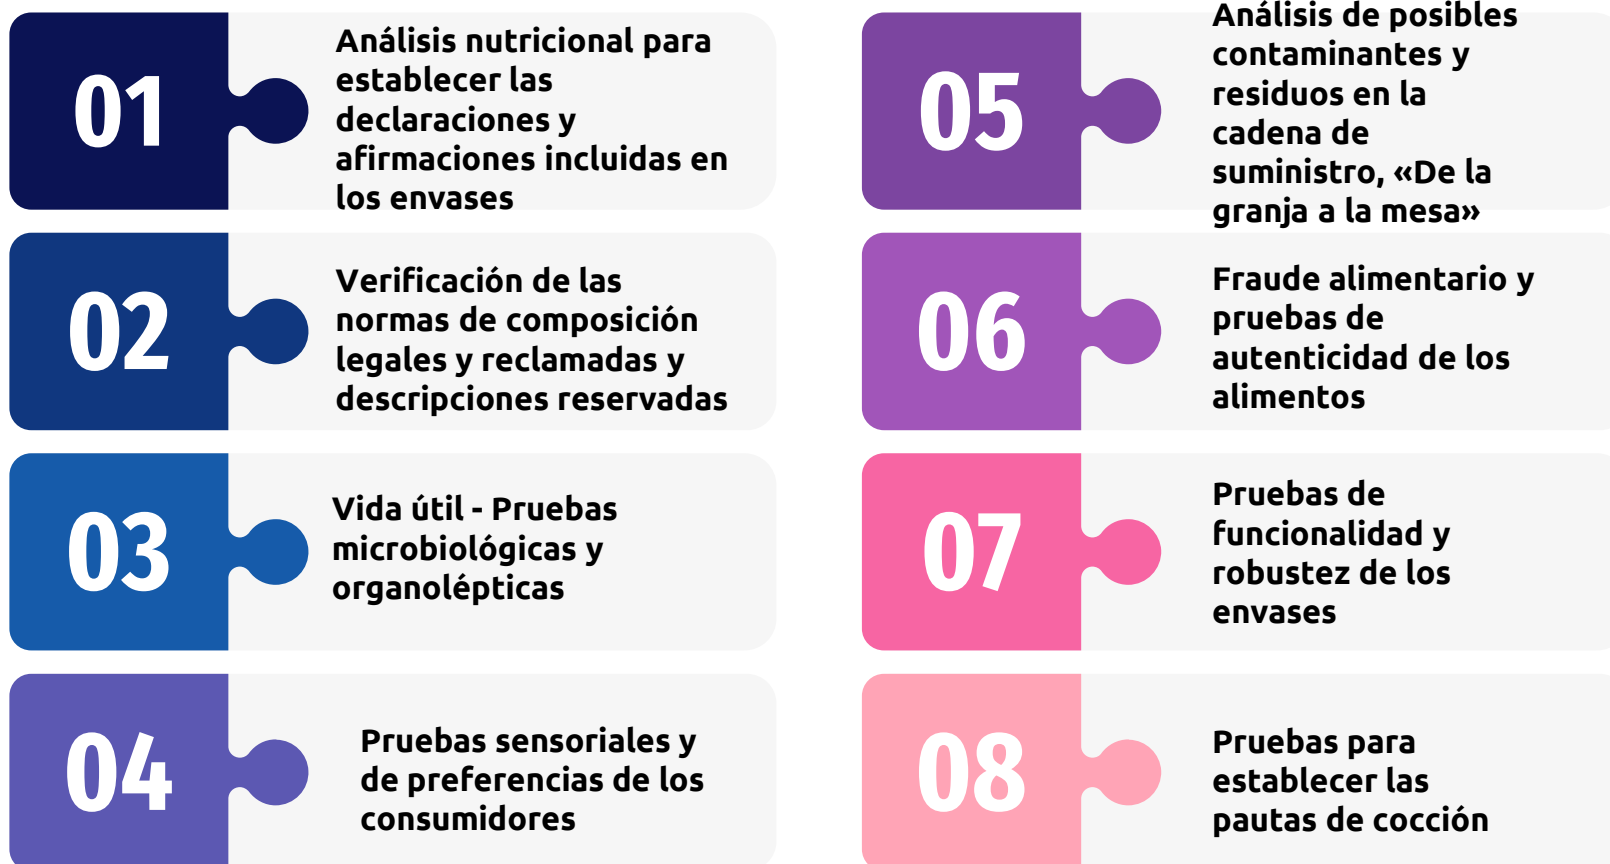 01
Análisis nutricional para
establecer las
declaraciones y
afirmaciones incluidas en
los envases
02
Verificación de las
normas de composición
legales y reclamadas y
descripciones reservadas
03
Vida útil - Pruebas
microbiológicas y
organolépticas
04
Pruebas sensoriales y
de preferencias de los
consumidores
05
Análisis de posibles
contaminantes y
residuos en la
cadena de
suministro, «De la
granja a la mesa»
06
Fraude alimentario y
pruebas de
autenticidad de los
alimentos
07
Pruebas de
funcionalidad y
robustez de los
envases
08
Pruebas para
establecer las
pautas de cocción